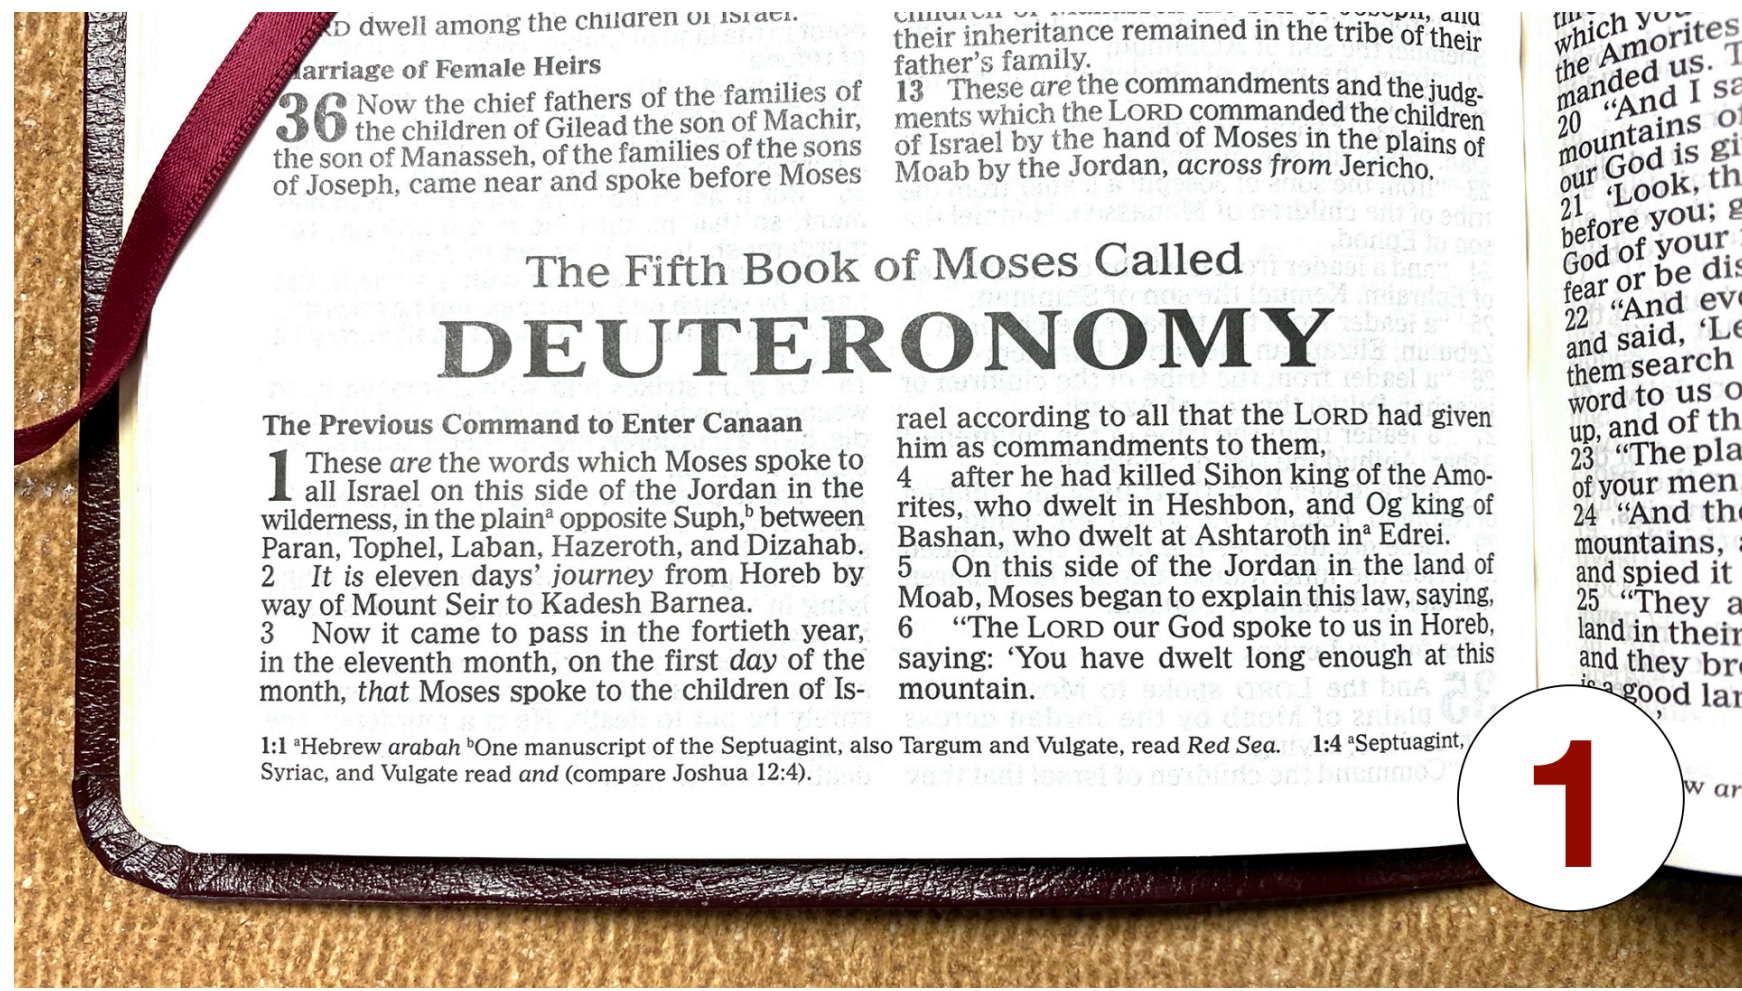 RD dwell among the children of Israel.
arriage of Female Heirs
36 Now the chief fathers of the families of
the children of Gilead the son of Machir,
the son of Manasseh, of the families of the sons
of Joseph, came near and spoke before Moses
children of Manasseh the son of Joseph, and
their inheritance remained in the tribe of their
father’s family.
13 These are the commandments and the judg-
ments which the LORD commanded the children
of Israel by the hand of Moses in the plains of
Moab by the Jordan, across from Jericho.
The Fifth Book of Moses Called
DEUTERONOMY
The Previous Command to Enter Canaan
1 These are the words which Moses spoke to
all Israel on this side of the Jordan in the
wilderness, in the plainᵃ opposite Suph,ᵇ between
Paran, Tophel, Laban, Hazeroth, and Dizahab.
2 It is eleven days’ journey from Horeb by
way of Mount Seir to Kadesh Barnea.
3 Now it came to pass in the fortieth year,
in the eleventh month, on the first day of the
month, that Moses spoke to the children of Is-
rael according to all that the LORD had given
him as commandments to them,
4 after he had killed Sihon king of the Amo-
rites, who dwelt in Heshbon, and Og king of
Bashan, who dwelt at Ashtaroth inᵃ Edrei.
5 On this side of the Jordan in the land of
Moab, Moses began to explain this law, saying,
6 “The LORD our God spoke to us in Horeb,
saying: ‘You have dwelt long enough at this
mountain.
1:1 ᵃHebrew arabah ᵇOne manuscript of the Septuagint, also Targum and Vulgate, read Red Sea. 1:4 ᵃSeptuagint,
Syriac, and Vulgate read and (compare Joshua 12:4).
which you
the Amorites
manded us. T
20 “And I sa
mountains of
our God is gi
21 ‘Look, th
before you; g
God of your
fear or be dis
22 “And eve
and said, ‘Le
them search
word to us o
up, and of th
23 “The pla
of your men,
24 “And the
mountains, a
and spied it
25 “They a
land in their
and they bro
is a good lan
w ar
1